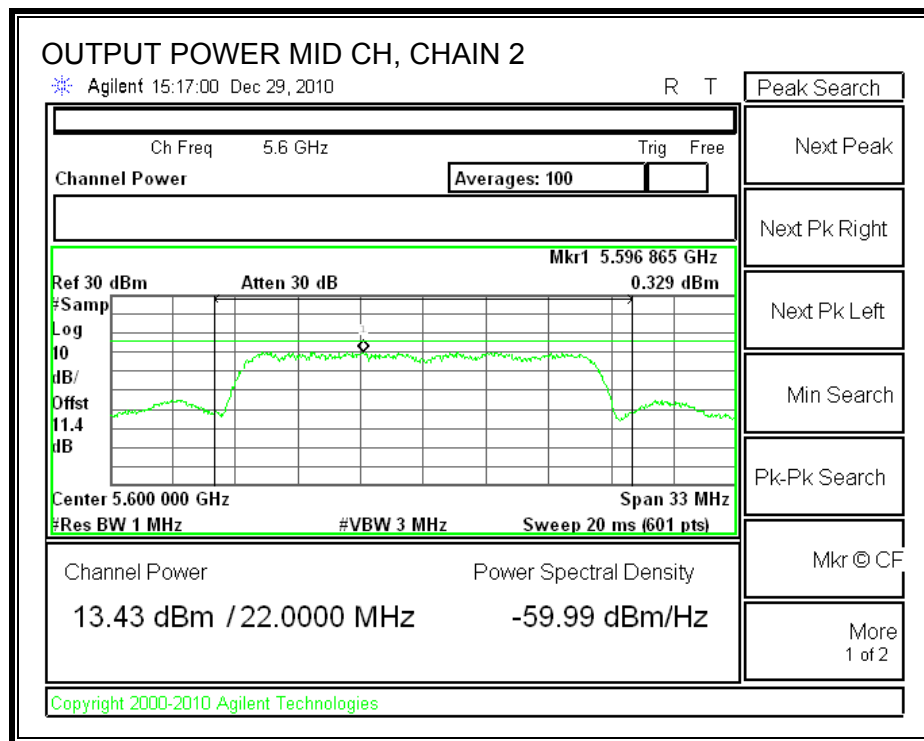 OUTPUT POWER MID CH, CHAIN 2
Agilent 15:17:00 Dec 29, 2010 R T
Peak Search
Ch Freq 5.6 GHz Trig Free
Channel Power Averages: 100
Mkr1 5.596 865 GHz
Ref 30 dBm Atten 30 dB 0.329 dBm
#Samp
Log
10
dB/
Offst
11.4
dB
1
Center 5.600 000 GHz Span 33 MHz
#Res BW 1 MHz #VBW 3 MHz Sweep 20 ms (601 pts)
Channel Power Power Spectral Density
13.43 dBm / 22.0000 MHz -59.99 dBm/Hz
Next Peak
Next Pk Right
Next Pk Left
Min Search
Pk-Pk Search
Mkr © CF
More
1 of 2
Copyright 2000-2010 Agilent Technologies